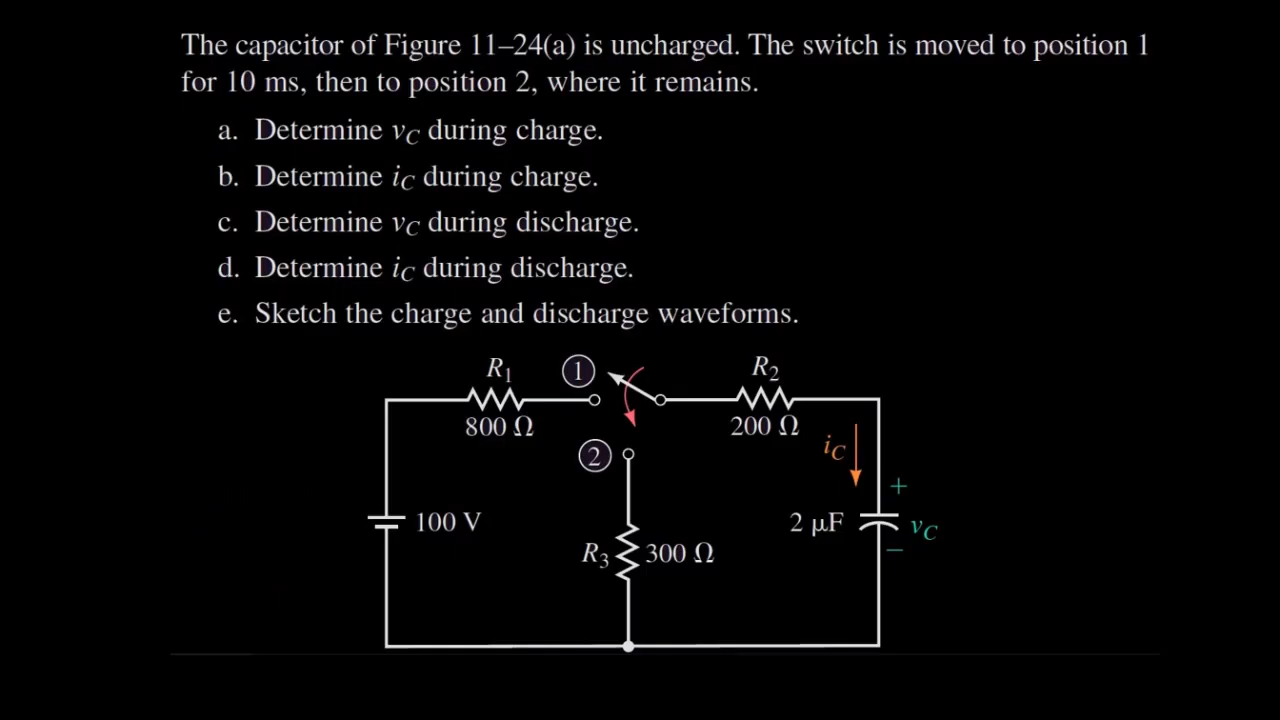 The capacitor of Figure 11–24(a) is uncharged. The switch is moved to position 1
for 10 ms, then to position 2, where it remains.
a. Determine vC during charge.
b. Determine iC during charge.
c. Determine vC during discharge.
d. Determine iC during discharge.
e. Sketch the charge and discharge waveforms.
R1
800 Ω
1
R2
200 Ω
2
iC
+
100 V
2 μF
vC
−
R3
300 Ω